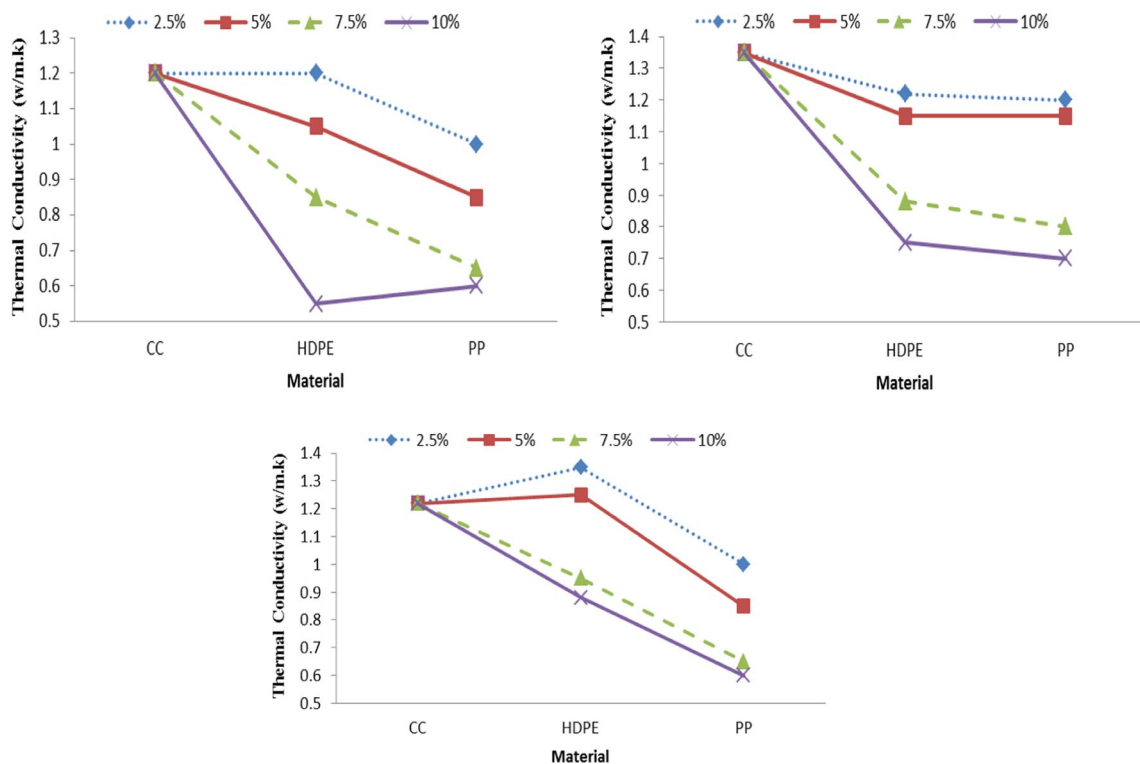 2.5% 5% 7.5% 10%
Thermal Conductivity (w/m.k)
1.3
1.2
1.1
1
0.9
0.8
0.7
0.6
0.5
CC HDPE PP
Material
2.5% 5% 7.5% 10%
Thermal Conductivity (w/m.k)
1.4
1.3
1.2
1.1
1
0.9
0.8
0.7
0.6
0.5
CC HDPE PP
Material
2.5% 5% 7.5% 10%
Thermal Conductivity (w/m.k)
1.4
1.3
1.2
1.1
1
0.9
0.8
0.7
0.6
0.5
CC HDPE PP
Material